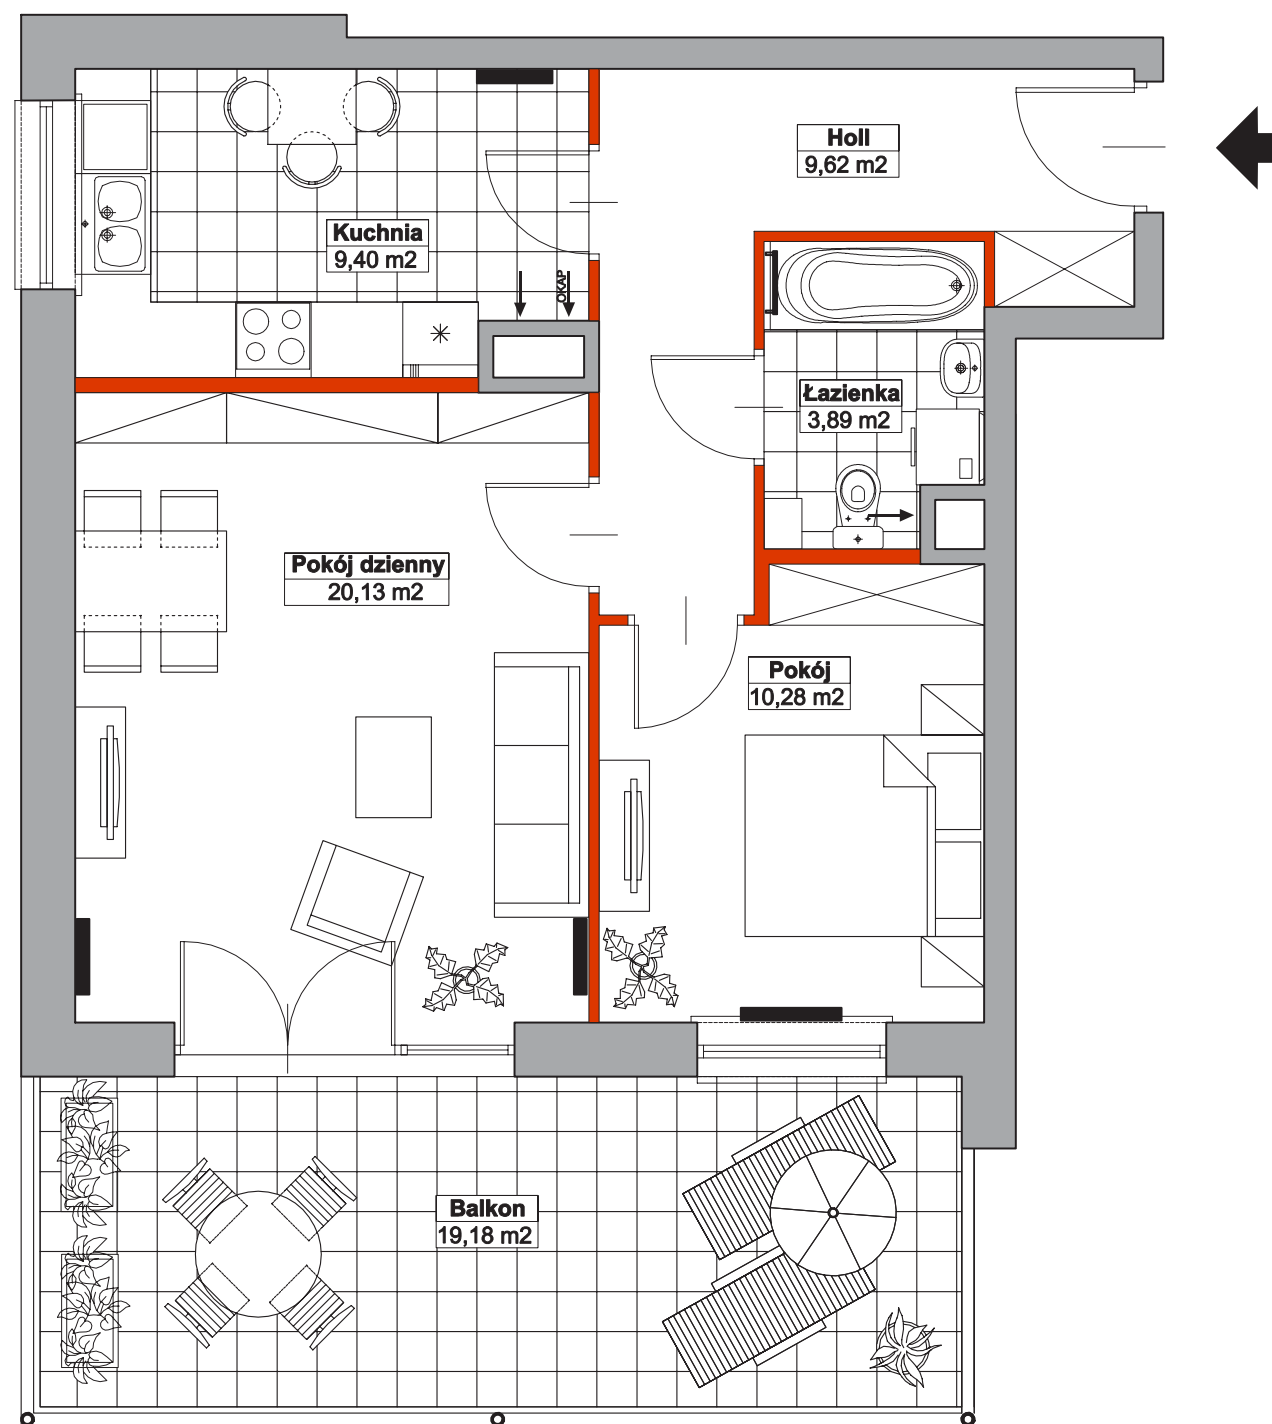 Holl
9,62 m2
Kuchnia
9,40 m2
OKAP
Łazienka
3,89 m2
Pokój dzienny
20,13 m2
Pokój
10,28 m2
Balkon
19,18 m2